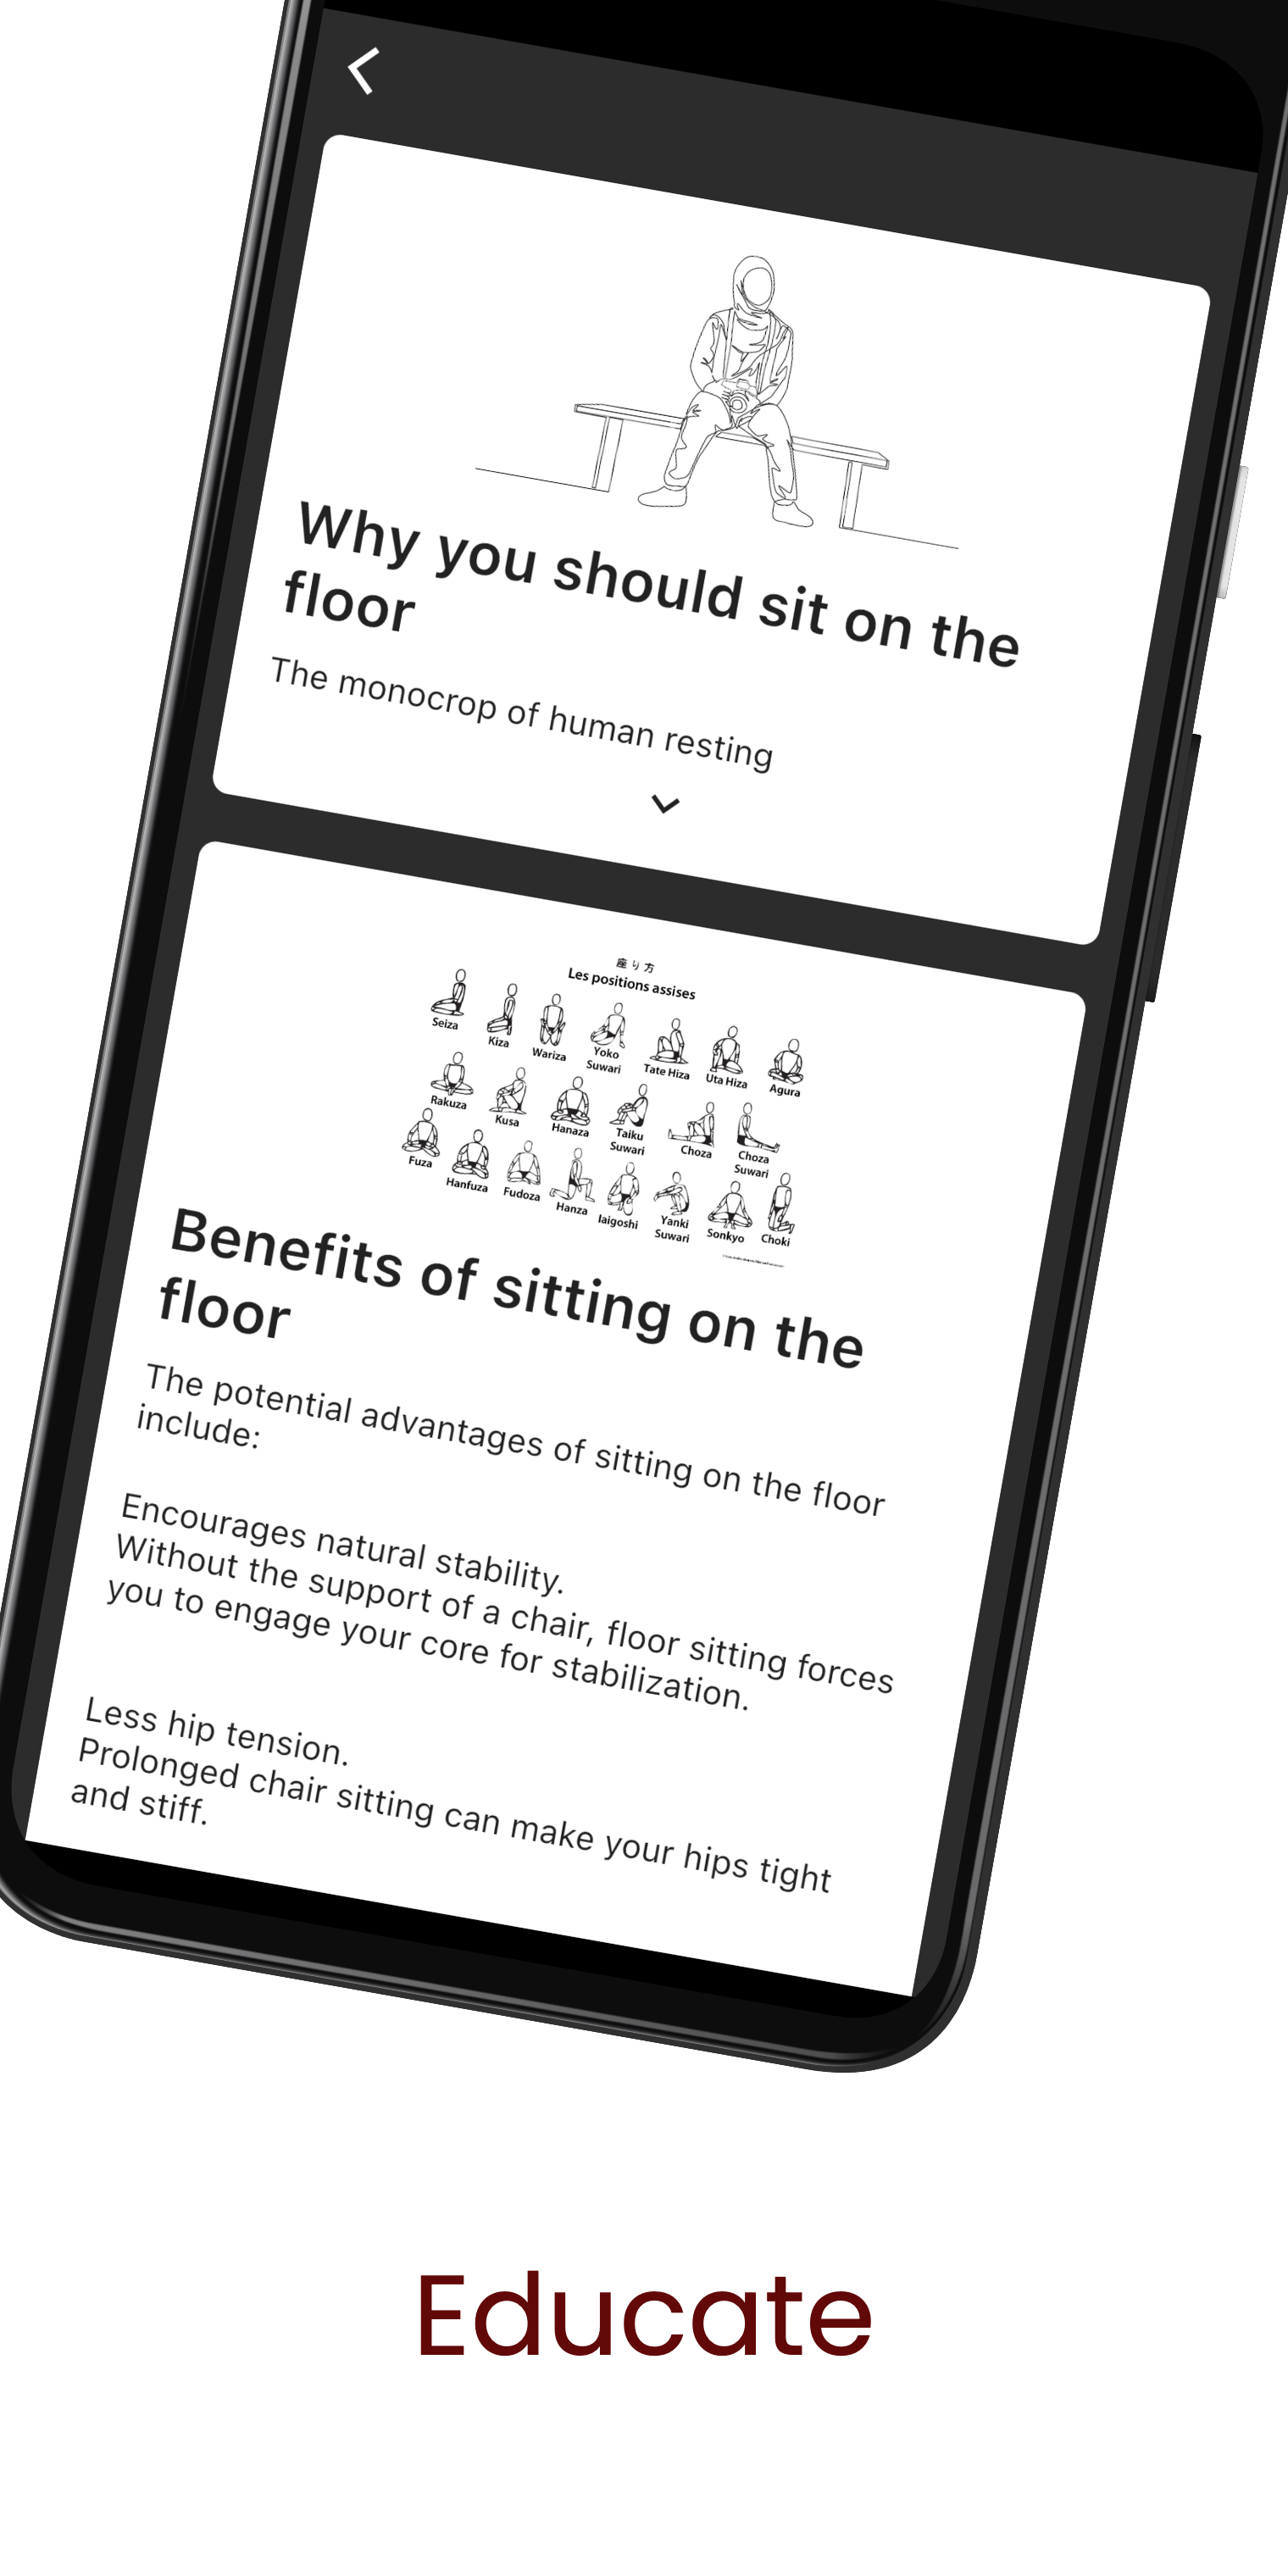 Why you should sit on the
floor
The monocrop of human resting
座り方
Les positions assises
Seiza
Kiza
Wariza
Yoko
Suwari
Tate Hiza
Uta Hiza
Agura
Rakuza
Kusa
Hanaza
Taiku
Suwari
Choza
Choza
Suwari
Fuza
Hanfuza
Fudoza
Hanza
Iaigoshi
Yanki
Suwari
Sonkyo
Choki
Benefits of sitting on the
floor
The potential advantages of sitting on the floor
include:
Encourages natural stability.
Without the support of a chair, floor sitting forces
you to engage your core for stabilization.
Less hip tension.
Prolonged chair sitting can make your hips tight
and stiff.
Educate